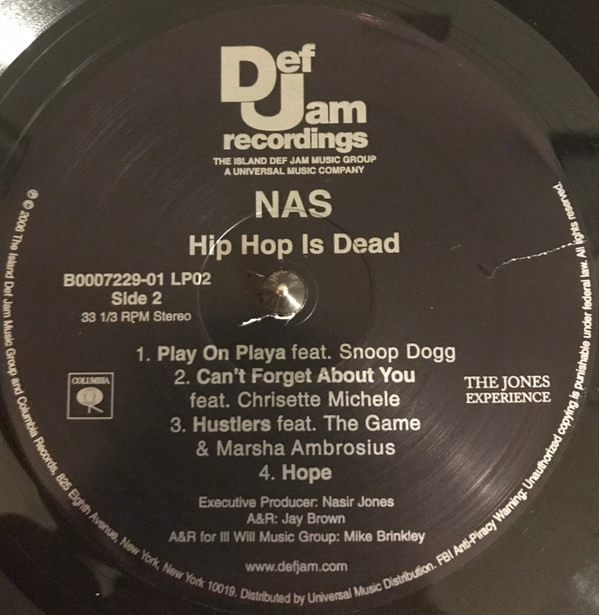 Def
Jam
recordings
THE ISLAND DEF JAM MUSIC GROUP
A UNIVERSAL MUSIC COMPANY
NAS
Hip Hop Is Dead
B0007229-01 LP02
Side 2
33 1/3 RPM Stereo
1. Play On Playa feat. Snoop Dogg
2. Can't Forget About You
feat. Chrisette Michele
3. Hustlers feat. The Game
& Marsha Ambrosius
4. Hope
COLUMBIA
THE JONES
EXPERIENCE
Executive Producer: Nasir Jones
A&R: Jay Brown
A&R for Ill Will Music Group: Mike Brinkley
www.defjam.com
℗ © 2006 The Island Def Jam Music Group and Columbia Records, 825 Eighth Avenue, New York, New York 10019. Distributed by Universal Music Distribution. FBI Anti-Piracy Warning: Unauthorized copying is punishable under federal law. All rights reserved.